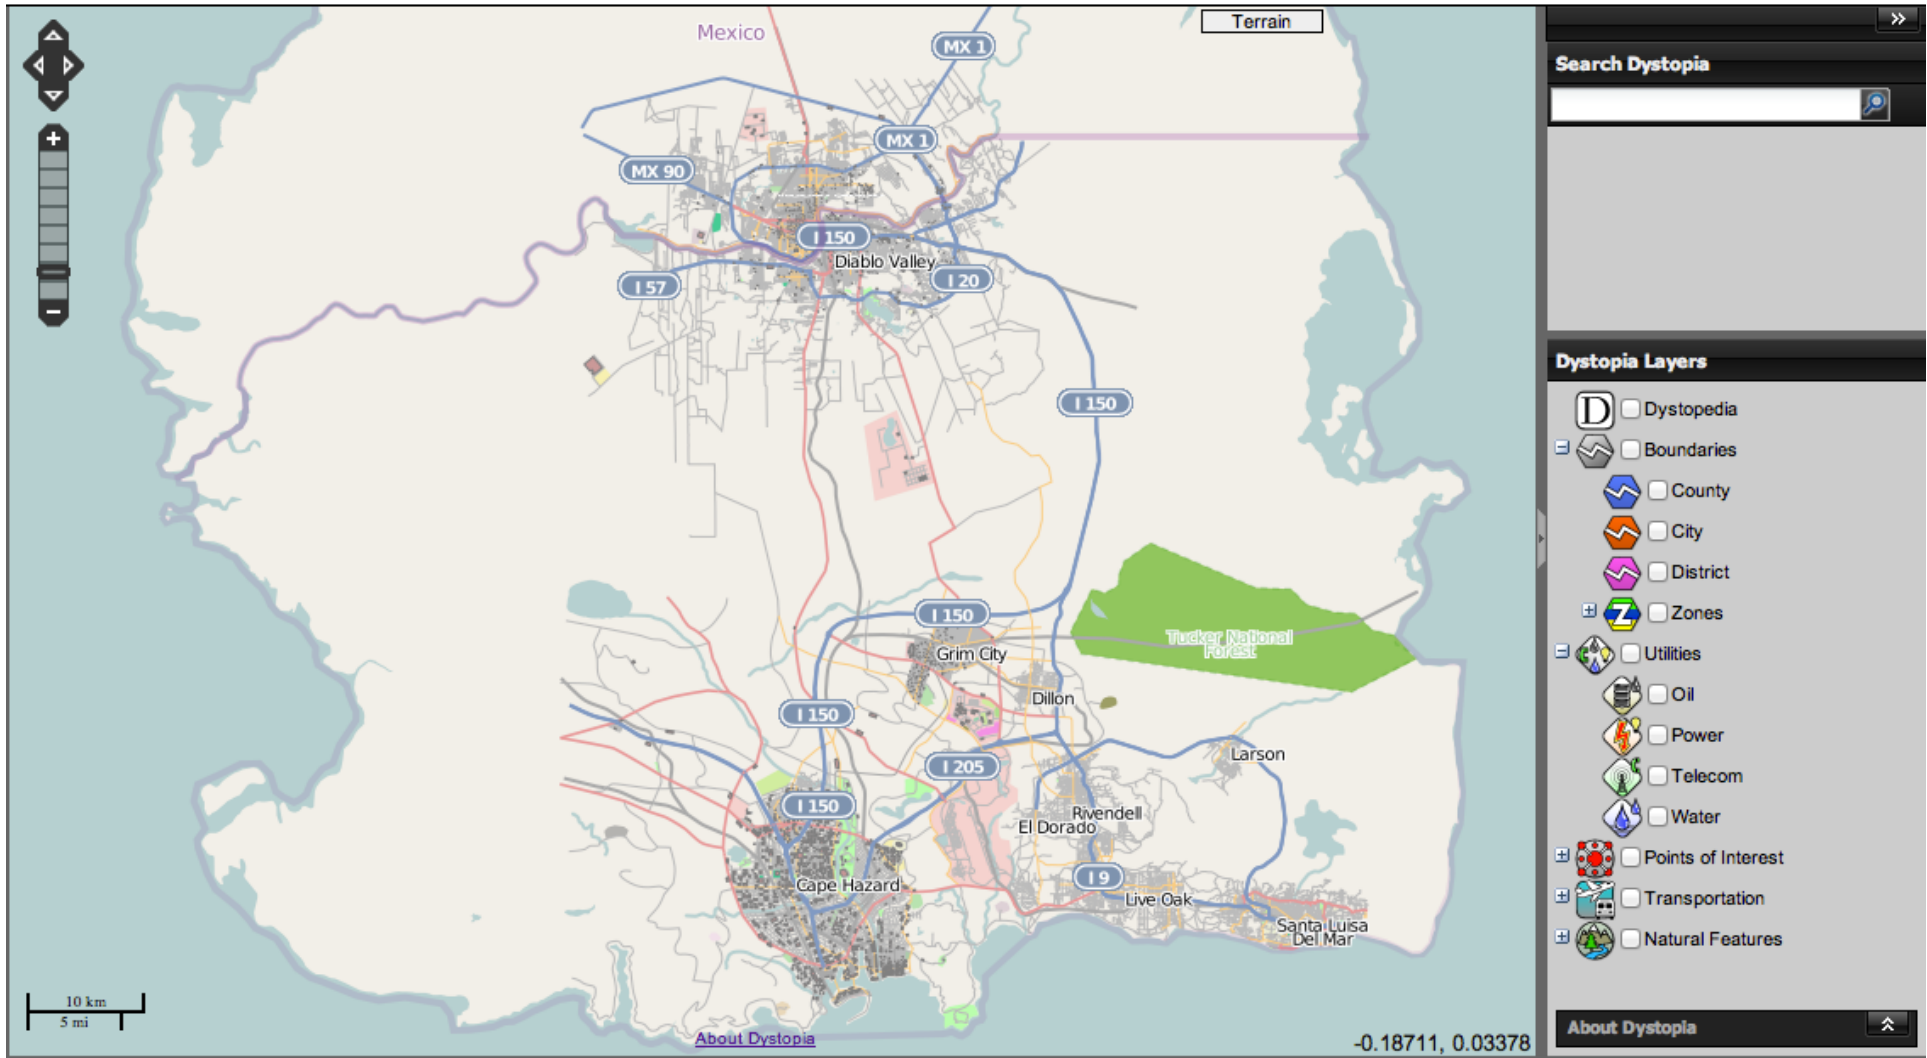 Mexico
Terrain
MX 1
MX 1
MX 90
I 150
Diablo Valley
I 20
I 57
I 150
I 150
Tucker National
Forest
Grim City
Dillon
I 150
Larson
I 205
I 150
Rivendell
El Dorado
I 9
Cape Hazard
Live Oak
Santa Luisa
Del Mar
10 km
5 mi
About Dystopia
-0.18711, 0.03378
Search Dystopia
Dystopia Layers
D Dystopedia
Boundaries
County
City
District
Z Zones
Utilities
Oil
Power
Telecom
Water
Points of Interest
Transportation
Natural Features
About Dystopia